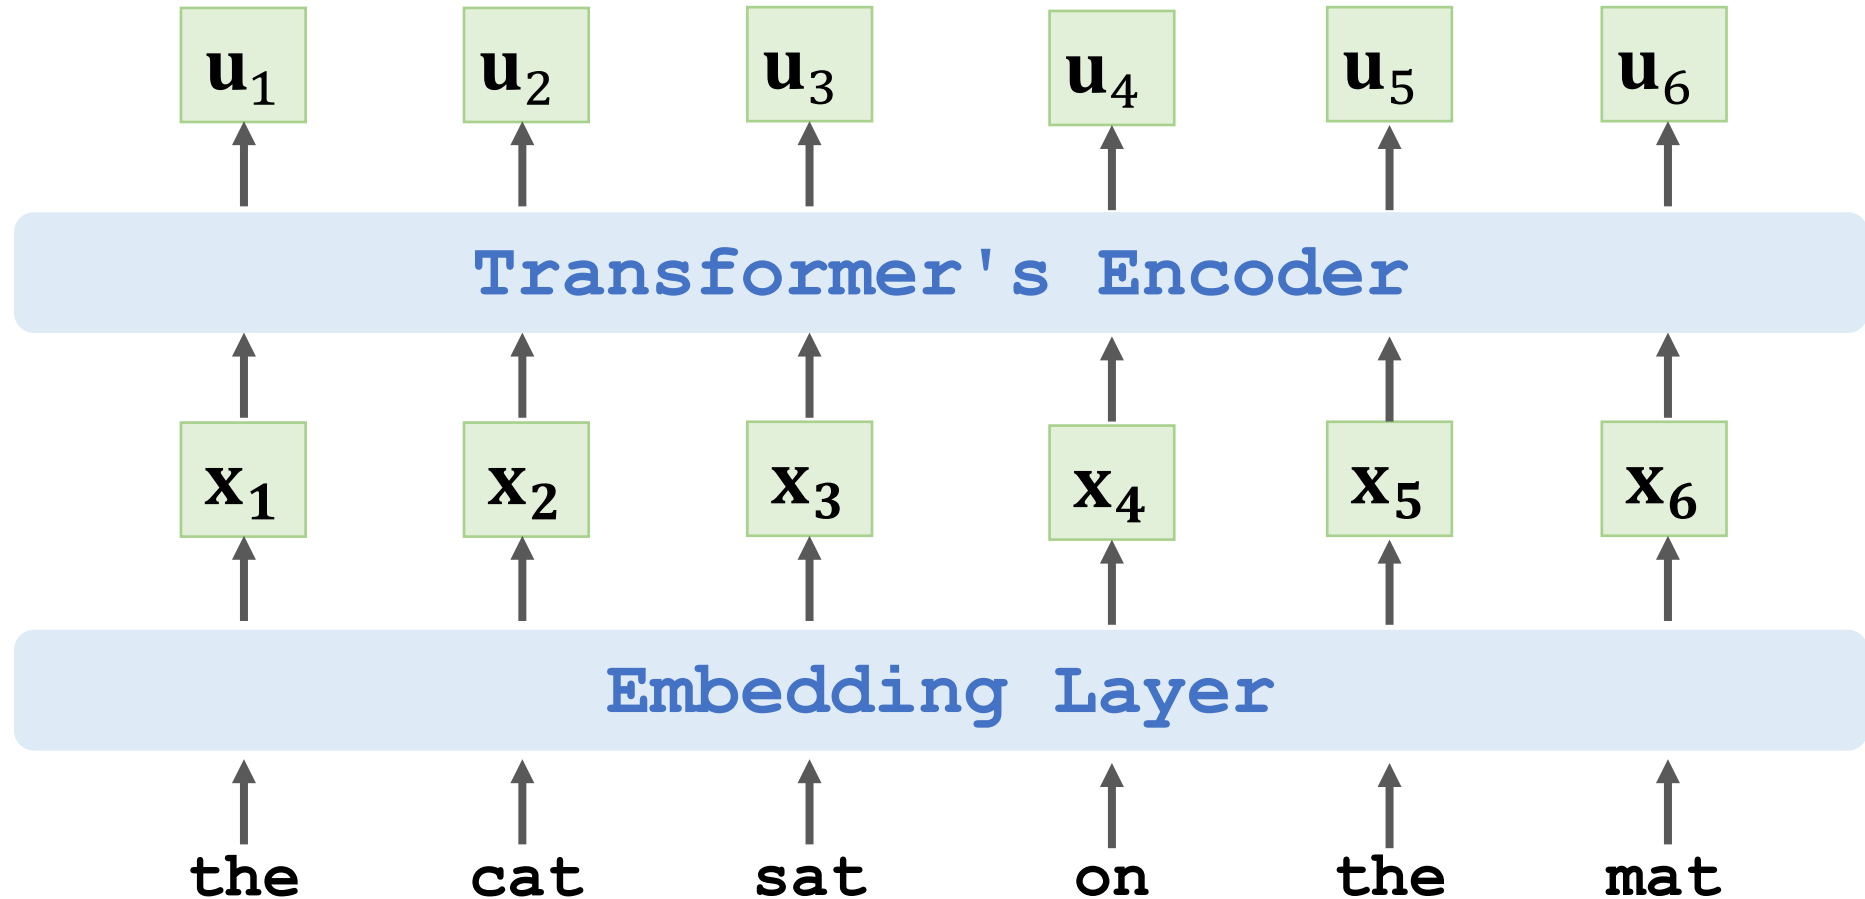 u₁ u₂ u₃ u₄ u₅ u₆
Transformer's Encoder
x₁ x₂ x₃ x₄ x₅ x₆
Embedding Layer
the cat sat on the mat